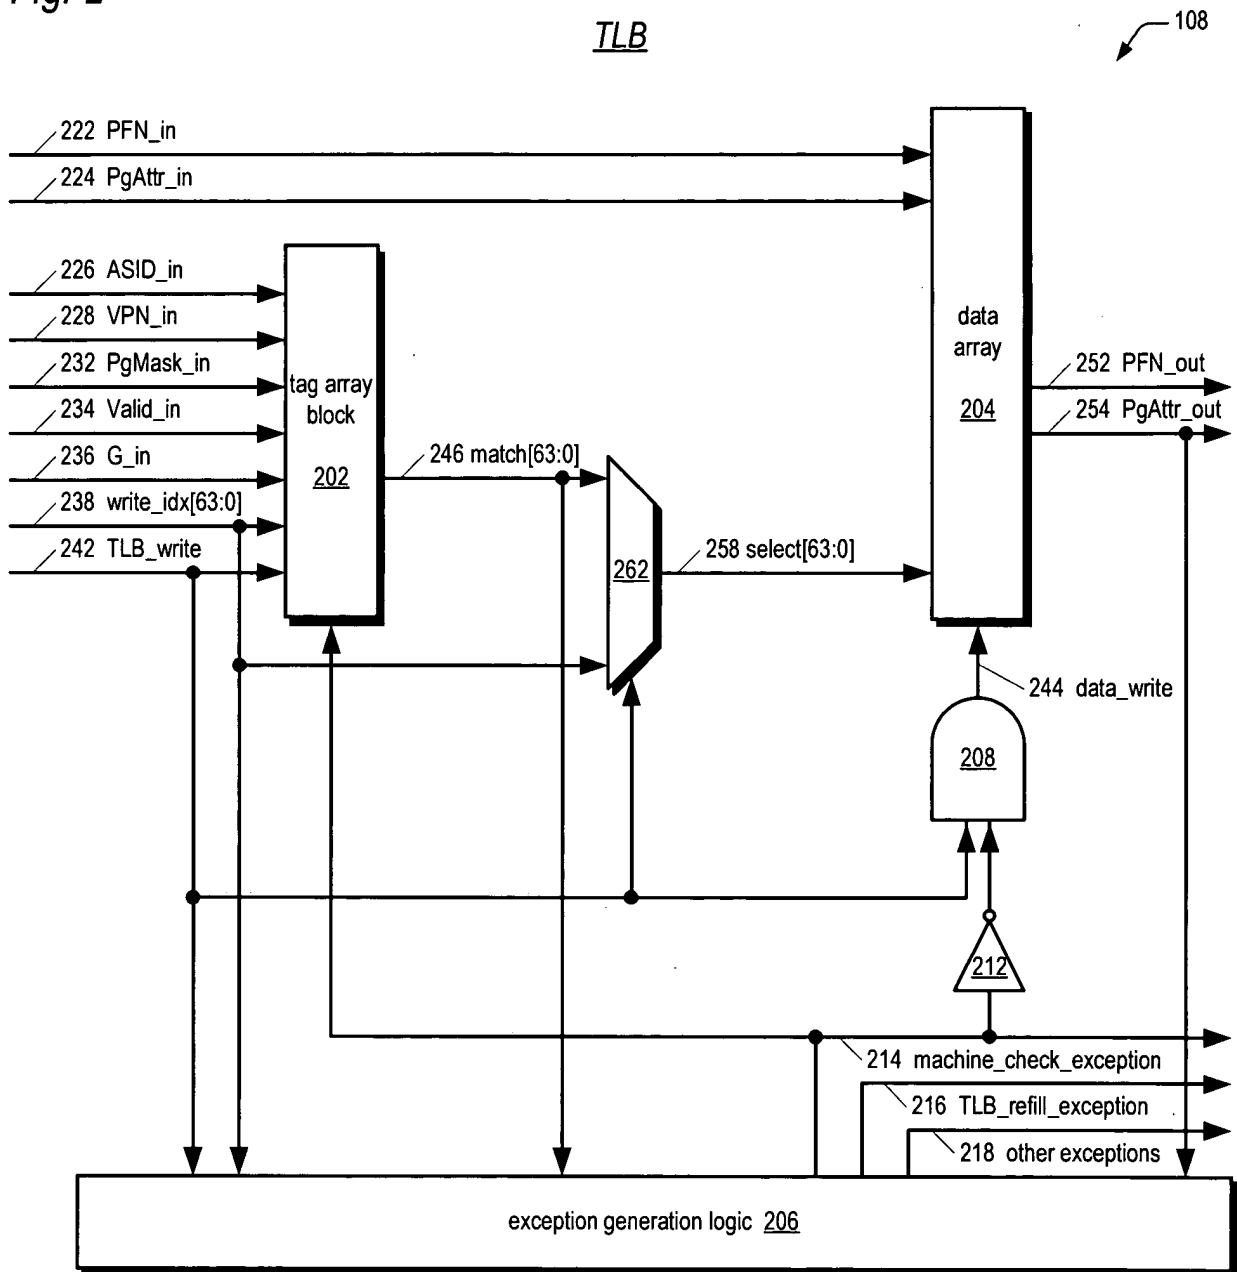 Fig. 2
TLB
108
222 PFN_in
224 PgAttr_in
226 ASID_in
228 VPN_in
232 PgMask_in
234 Valid_in
236 G_in
238 write_idx[63:0]
242 TLB_write
tag array
block
202
246 match[63:0]
262
258 select[63:0]
data
array
204
252 PFN_out
254 PgAttr_out
244 data_write
208
212
214 machine_check_exception
216 TLB_refill_exception
218 other exceptions
exception generation logic 206